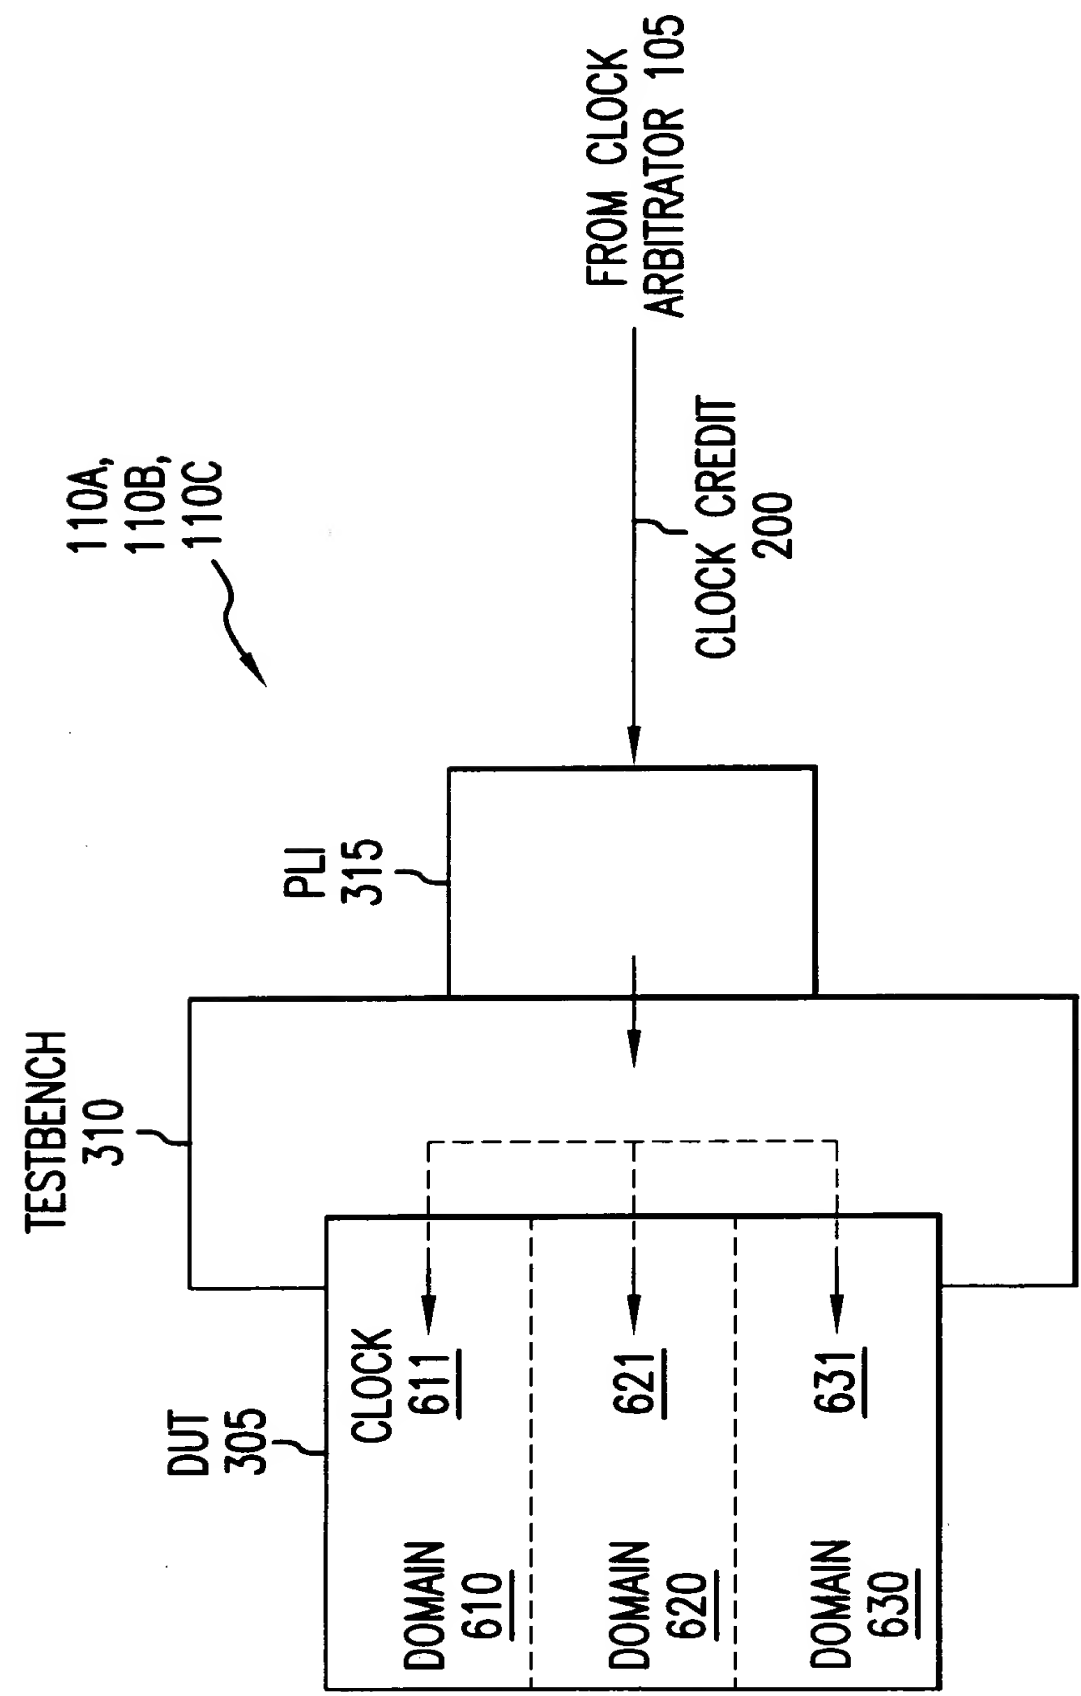 110A,
110B,
110C
FROM CLOCK
ARBITRATOR 105
CLOCK CREDIT
200
PLI
315
TESTBENCH
310
DUT
305
CLOCK
611
621
631
DOMAIN
610
DOMAIN
620
DOMAIN
630